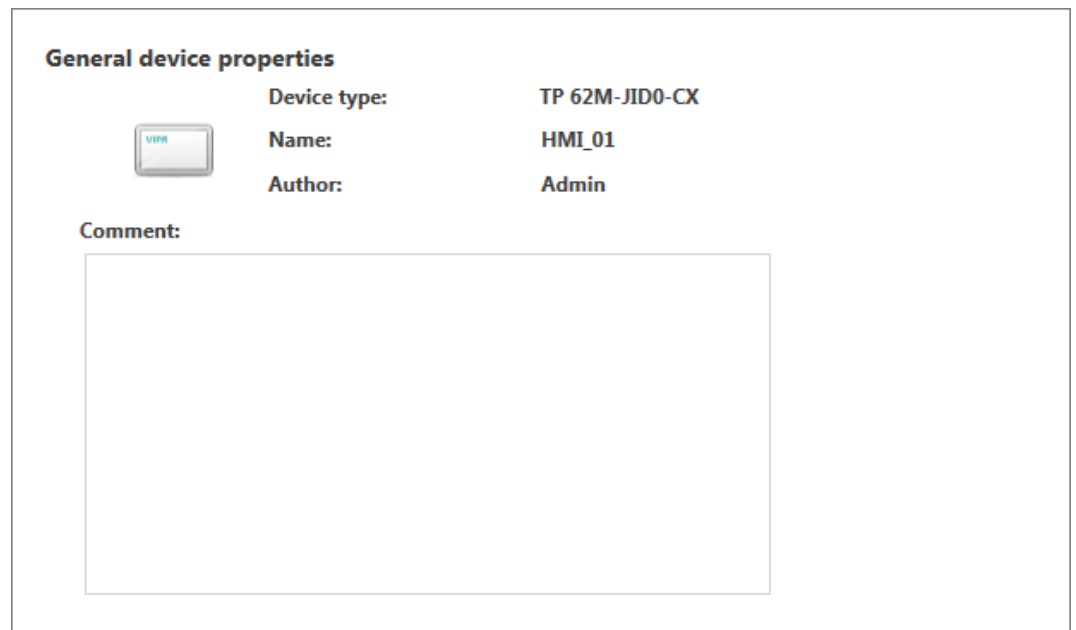 General device properties
Device type: TP 62M-JID0-CX
VIPA
Name: HMI_01
Author: Admin
Comment: